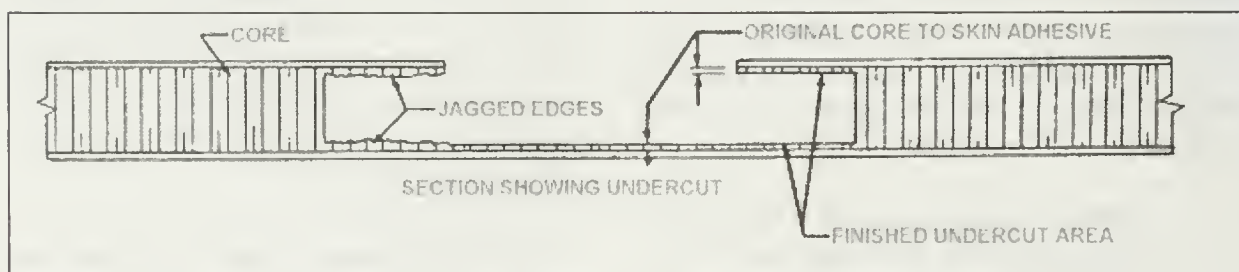 CORE
ORIGINAL CORE TO SKIN ADHESIVE
JAGGED EDGES
SECTION SHOWING UNDERCUT
FINISHED UNDERCUT AREA